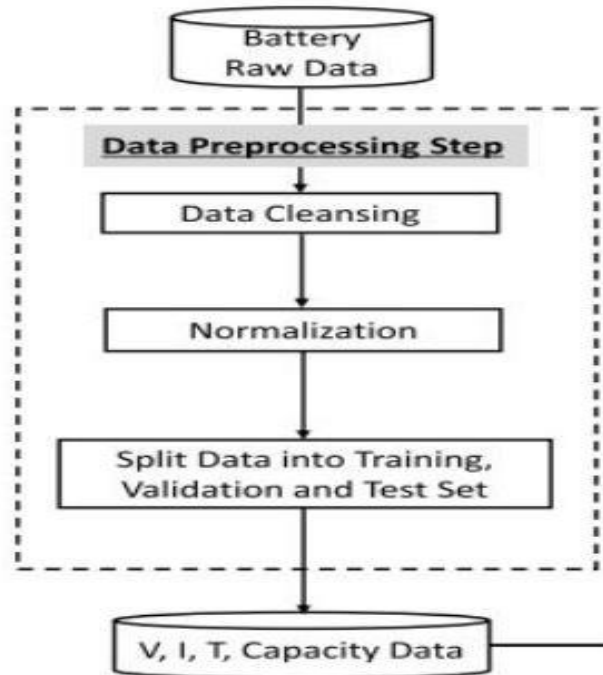 Battery
Raw Data
Data Preprocessing Step
Data Cleansing
Normalization
Split Data into Training,
Validation and Test Set
V, I, T, Capacity Data